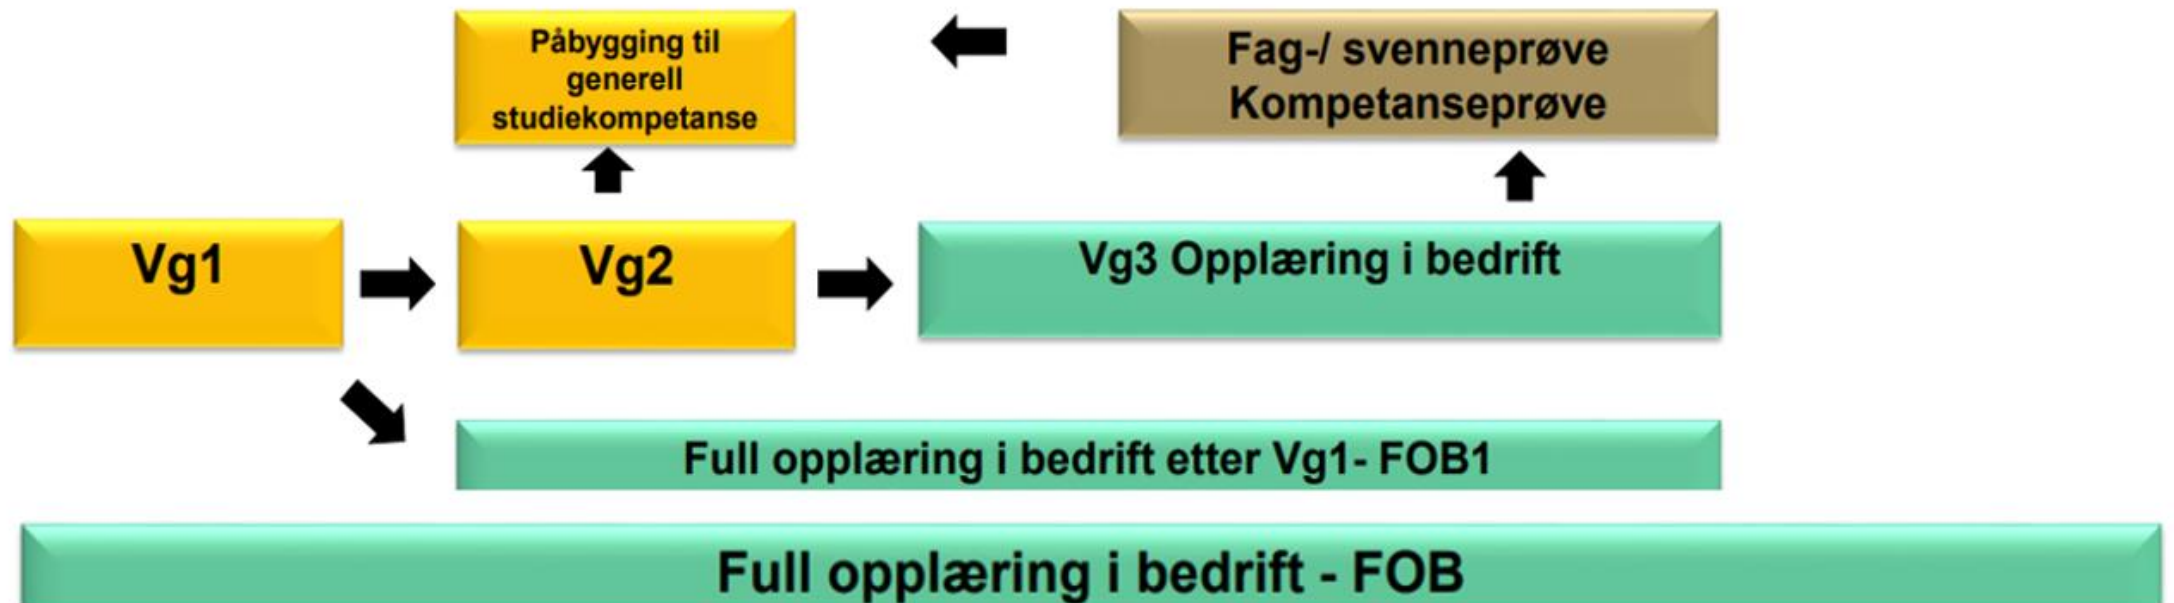 Påbygging til
generell
studiekompetanse
Fag-/ svenneprøve
Kompetanseprøve
Vg1
Vg2
Vg3 Opplæring i bedrift
Full opplæring i bedrift etter Vg1- FOB1
Full opplæring i bedrift - FOB